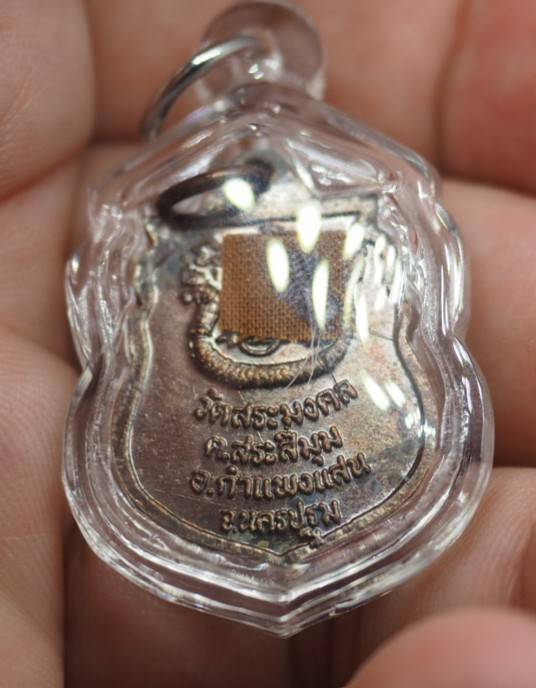 วัดสระมงคล
ต.สระสี่มุม
อ.กำแพงแสน
จ.นครปฐม